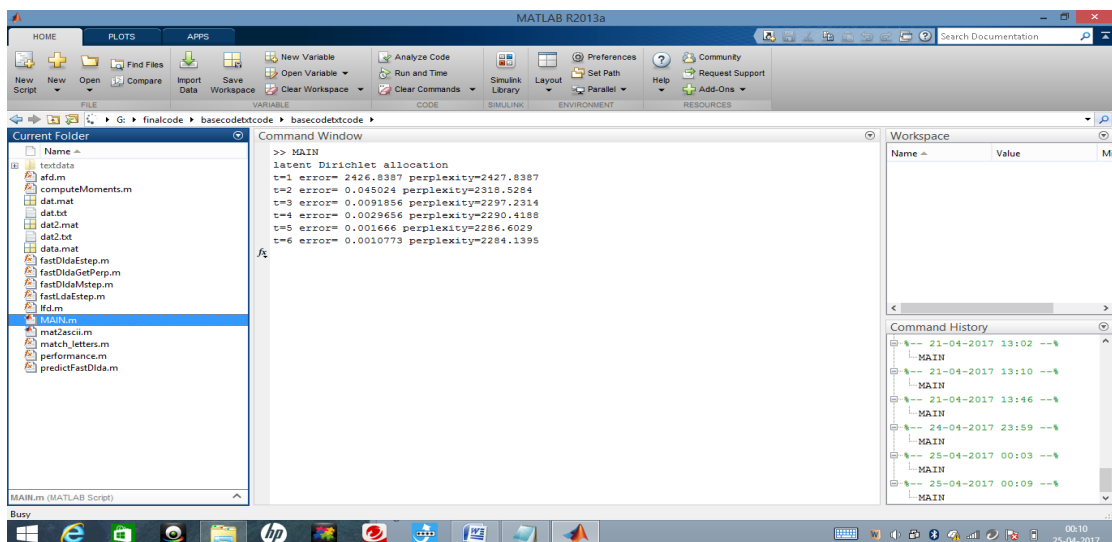 MATLAB R2013a
HOME PLOTS APPS
Search Documentation
New Script
New
Open
Find Files
Compare
Import Data
Save Workspace
New Variable
Open Variable
Clear Workspace
Analyze Code
Run and Time
Clear Commands
Simulink Library
Layout
Preferences
Set Path
Parallel
Help
Community
Request Support
Add-Ons
FILE VARIABLE CODE SIMULINK ENVIRONMENT RESOURCES
G: finalcode basecodetxtcode basecodetxtcode
Current Folder
Name
textdata
afd.m
computeMoments.m
dat.mat
dat.txt
dat2.mat
dat2.txt
data.mat
fastDldaEstep.m
fastDldaGetPerp.m
fastDldaMstep.m
fastLdaEstep.m
lfd.m
MAIN.m
mat2ascii.m
match_letters.m
performance.m
predictFastDlda.m
MAIN.m (MATLAB Script)
Command Window
>> MAIN
latent Dirichlet allocation
t=1 error= 2426.8387 perplexity=2427.8387
t=2 error= 0.045024 perplexity=2318.5284
t=3 error= 0.0091856 perplexity=2297.2314
t=4 error= 0.0029656 perplexity=2290.4188
t=5 error= 0.001666 perplexity=2286.6029
t=6 error= 0.0010773 perplexity=2284.1395
fx
Workspace
Name Value Mi
Command History
%-- 21-04-2017 13:02 --%
MAIN
%-- 21-04-2017 13:10 --%
MAIN
%-- 21-04-2017 13:46 --%
MAIN
%-- 24-04-2017 23:59 --%
MAIN
%-- 25-04-2017 00:03 --%
MAIN
%-- 25-04-2017 00:09 --%
MAIN
Busy
hp
00:10
25-04-2017